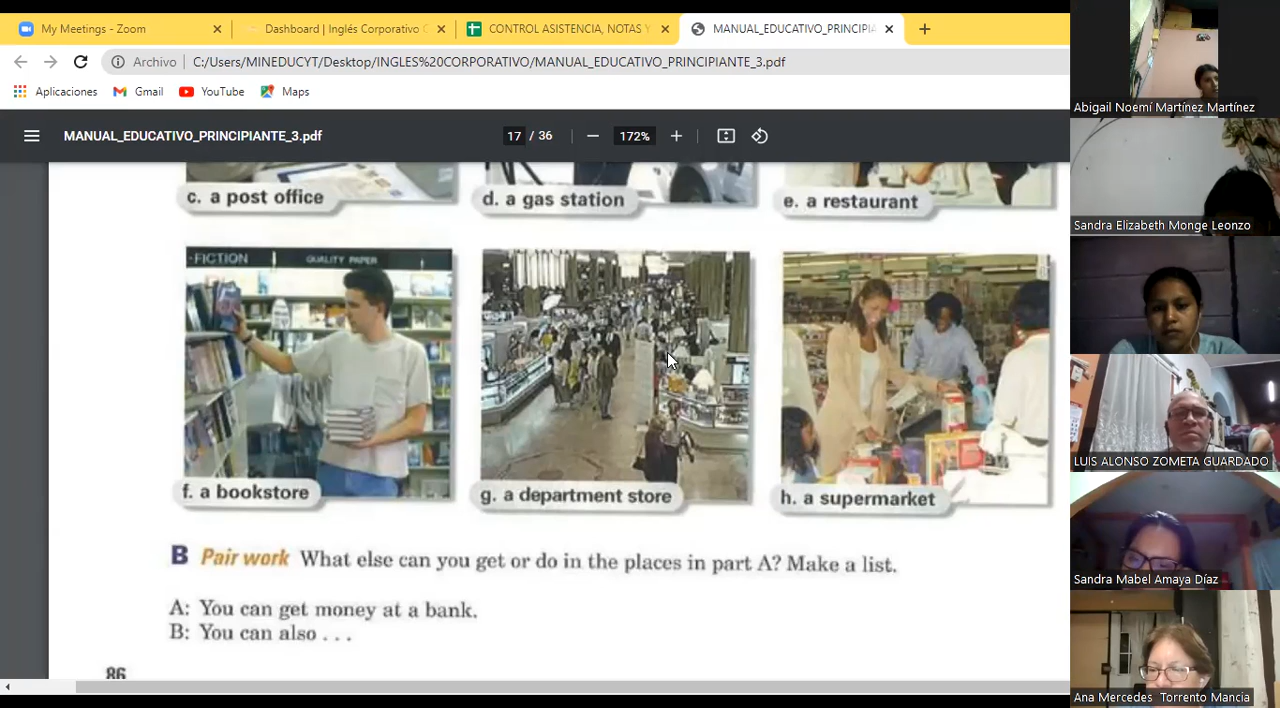 My Meetings - Zoom
Dashboard | Inglés Corporativo C
CONTROL ASISTENCIA, NOTAS Y
MANUAL_EDUCATIVO_PRINCIPIA
Archivo
C:/Users/MINEDUCYT/Desktop/INGLES%20CORPORATIVO/MANUAL_EDUCATIVO_PRINCIPIANTE_3.pdf
Aplicaciones
Gmail
YouTube
Maps
MANUAL_EDUCATIVO_PRINCIPIANTE_3.pdf
17 / 36
172%
c. a post office
d. a gas station
e. a restaurant
-FICTION
QUALITY PAPER
f. a bookstore
g. a department store
h. a supermarket
B Pair work What else can you get or do in the places in part A? Make a list.
A: You can get money at a bank.
B: You can also . . .
86
Abigail Noemí Martínez Martínez
Sandra Elizabeth Monge Leonzo
LUIS ALONSO ZOMETA GUARDADO
Sandra Mabel Amaya Díaz
Ana Mercedes Torrento Mancia